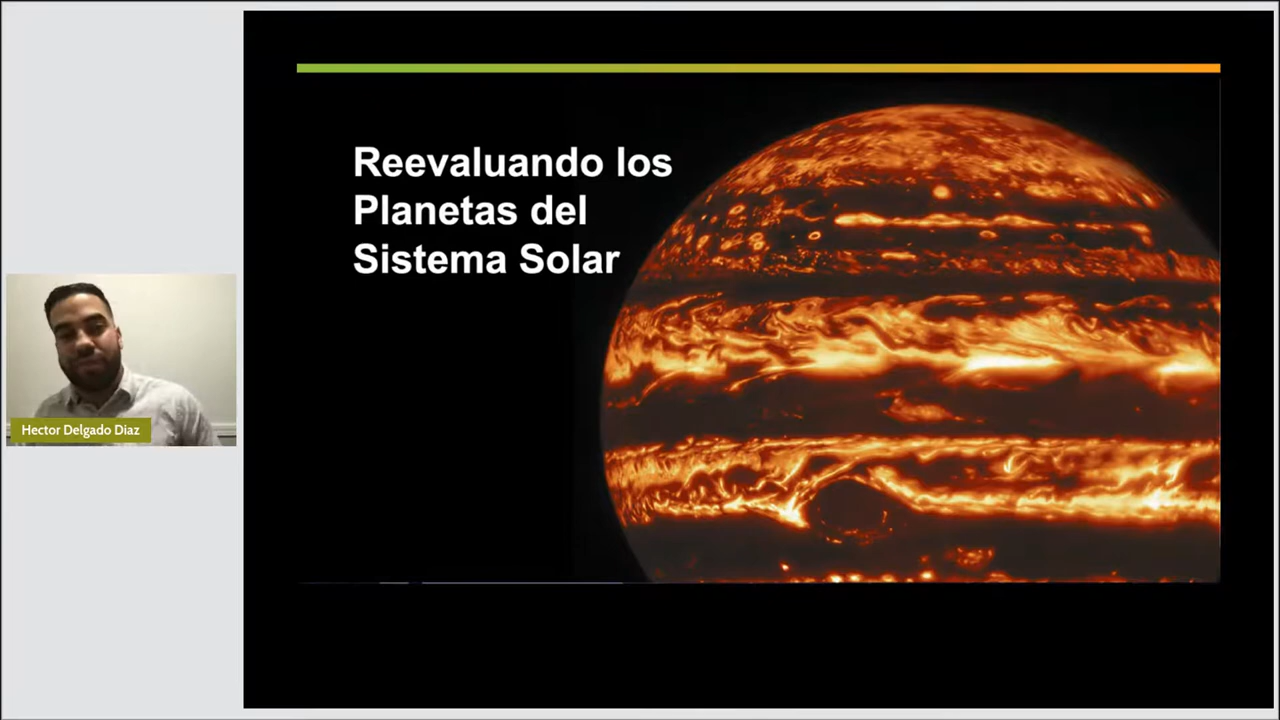 Reevaluando los
Planetas del
Sistema Solar
Hector Delgado Diaz